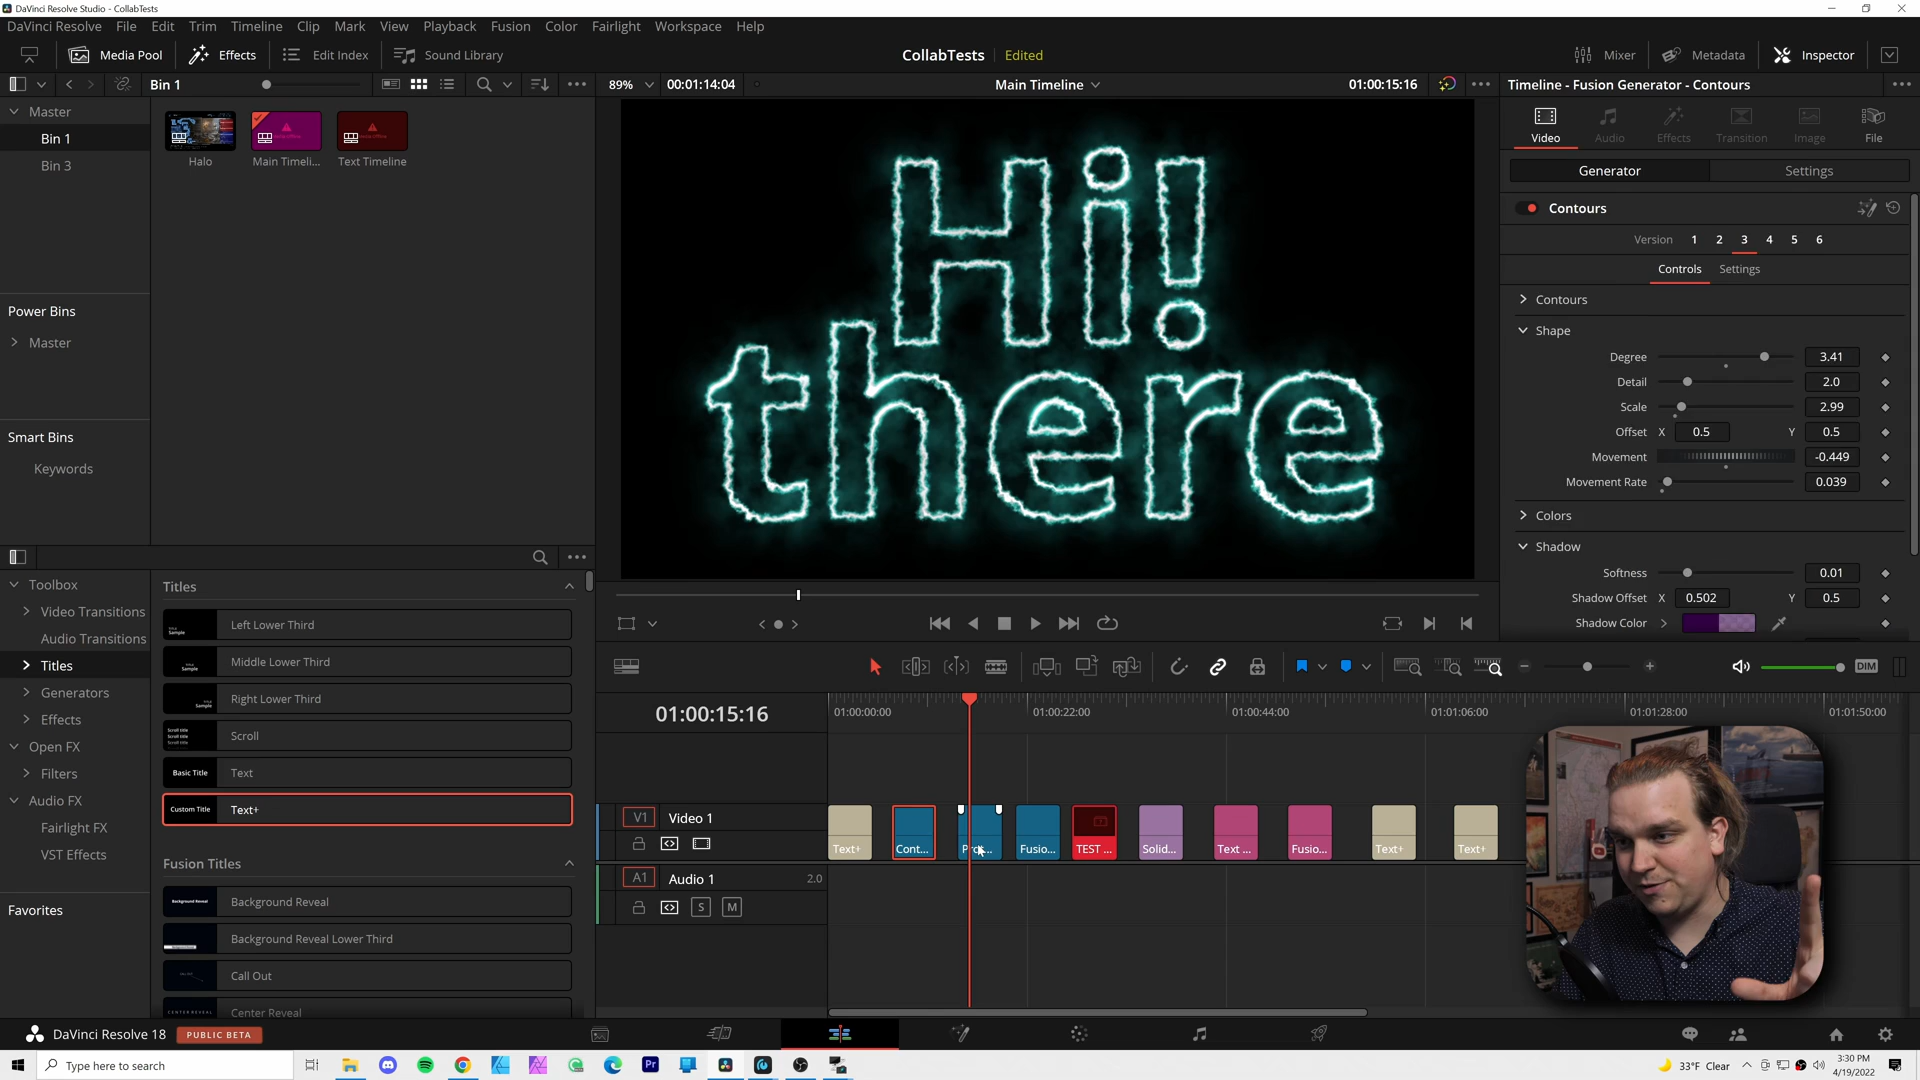 DaVinci Resolve Studio - CollabTests
DaVinci Resolve File Edit Trim Timeline Clip Mark View Playback Fusion Color Fairlight Workspace Help
Media Pool Effects Edit Index Sound Library CollabTests Edited Mixer Metadata Inspector
Bin 1 89% 00:01:14:04 Main Timeline 01:00:15:16 Timeline - Fusion Generator - Contours
Master
Bin 1
Bin 3
Halo Main Timeli... Text Timeline
Power Bins
Master
Smart Bins
Keywords
Hi!
there
Video Audio Effects Transition Image File
Generator Settings
Contours
Version 1 2 3 4 5 6
Controls Settings
Contours
Shape
Degree 3.41
Detail 2.0
Scale 2.99
Offset X 0.5 Y 0.5
Movement -0.449
Movement Rate 0.039
Colors
Shadow
Softness 0.01
Shadow Offset X 0.502 Y 0.5
Shadow Color
Toolbox
Video Transitions
Audio Transitions
Titles
Generators
Effects
Open FX
Filters
Audio FX
Fairlight FX
VST Effects
Favorites
Titles
Left Lower Third
Middle Lower Third
Right Lower Third
Scroll
Basic Title Text
Custom Title Text+
Fusion Titles
Background Reveal Background Reveal
Background Reveal Lower Third
Call Out
CENTER REVEAL Center Reveal
DIM
01:00:15:16 01:00:00:00 01:00:22:00 01:00:44:00 01:01:06:00 01:01:28:00 01:01:50:00
V1 Video 1
Text+ Cont... Fusio... TEST ... Solid... Text ... Fusio... Text+ Text+
A1 Audio 1 2.0
S M
DaVinci Resolve 18 PUBLIC BETA
Type here to search
Pr
33°F Clear
3:30 PM
4/19/2022